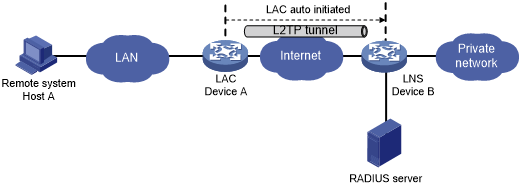 LAC auto initiated
L2TP tunnel
LAN
Internet
Private
network
Remote system
Host A
LAC
Device A
LNS
Device B
RADIUS server